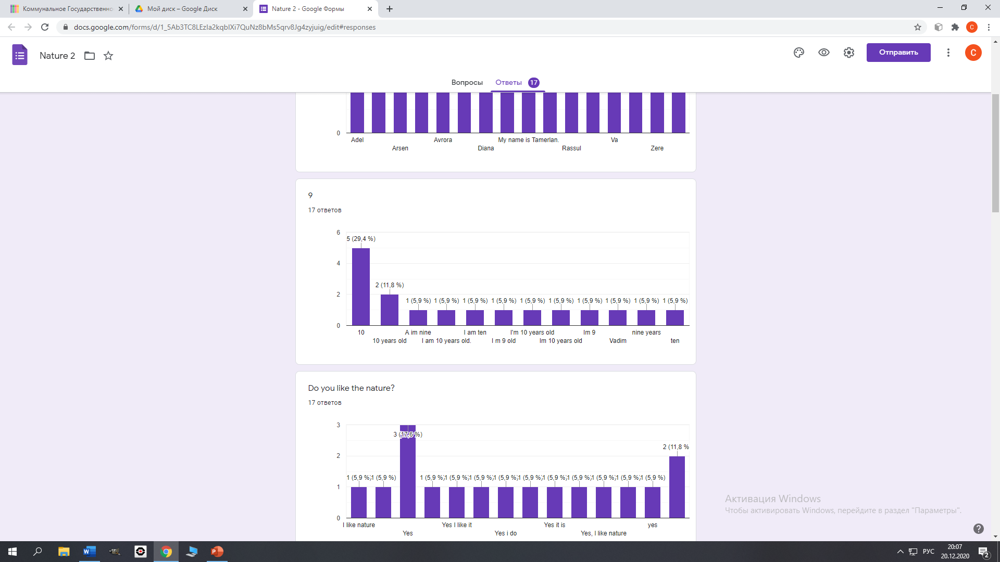 Коммунальное Государственно
Мой диск – Google Диск
Nature 2 - Google Формы
docs.google.com/forms/d/1_5Ab3TC8LEzIa2kqbIXi7QuNz8bMs5qrv8Jg4zyjuig/edit#responses
C
Nature 2
Отправить
C
Вопросы
Ответы 17
0
Adel
Avrora
My name is Tamerlan.
Va
Arsen
Diana
Rassul
Zere
9
17 ответов
6
5 (29,4 %)
4
2 (11,8 %)
2
1 (5,9 %) 1 (5,9 %) 1 (5,9 %) 1 (5,9 %) 1 (5,9 %) 1 (5,9 %) 1 (5,9 %) 1 (5,9 %) 1 (5,9 %) 1 (5,9 %)
0
10
A im nine
I am ten
I'm 10 years old
Im 9
nine years
10 years old
I am 10 years old.
I m 9 old
Im 10 years old
Vadim
ten
Do you like the nature?
17 ответов
3
3 (17,6 %)
2
2 (11,8 %
1 (5,9 %) 1 (5,9 %) 1 (5,9 %) 1 (5,9 %) 1 (5,9 %) 1 (5,9 %) 1 (5,9 %) 1 (5,9 %) 1 (5,9 %) 1 (5,9 %) 1 (5,9 %) 1 (5,9 %)
1
0
I like nature
Yes I like it
Yes it is
yes
Yes
Yes i do
Yes, I like nature
Активация Windows
Чтобы активировать Windows, перейдите в раздел "Параметры".
РУС
20:07
20.12.2020
2